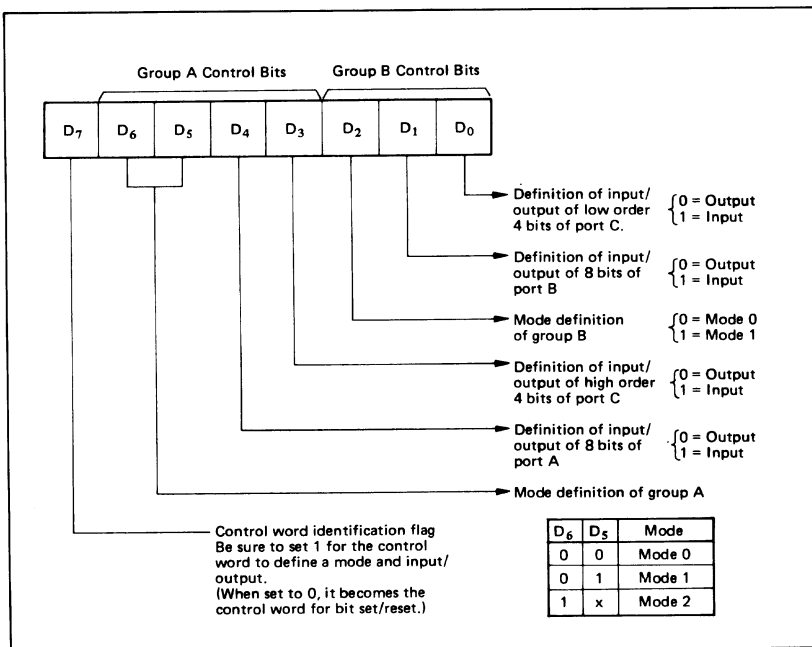 Group A Control Bits
Group B Control Bits
D₇ D₆ D₅ D₄ D₃ D₂ D₁ D₀
Definition of input/
output of low order
4 bits of port C.
0 = Output
1 = Input
Definition of input/
output of 8 bits of
port B
0 = Output
1 = Input
Mode definition
of group B
0 = Mode 0
1 = Mode 1
Definition of input/
output of high order
4 bits of port C
0 = Output
1 = Input
Definition of input/
output of 8 bits of
port A
0 = Output
1 = Input
Mode definition of group A
Control word identification flag
Be sure to set 1 for the control
word to define a mode and input/
output.
(When set to 0, it becomes the
control word for bit set/reset.)
D₆ D₅ Mode
0 0 Mode 0
0 1 Mode 1
1 x Mode 2